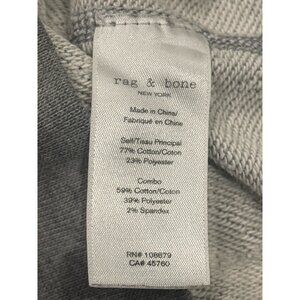 rag & bone
NEW YORK
Made in China/
Fabriqué en Chine
Self/Tissu Principal
77% Cotton/Coton
23% Polyester
Combo
59% Cotton/Coton
39% Polyester
2% Spandex
RN# 108679
CA# 45760